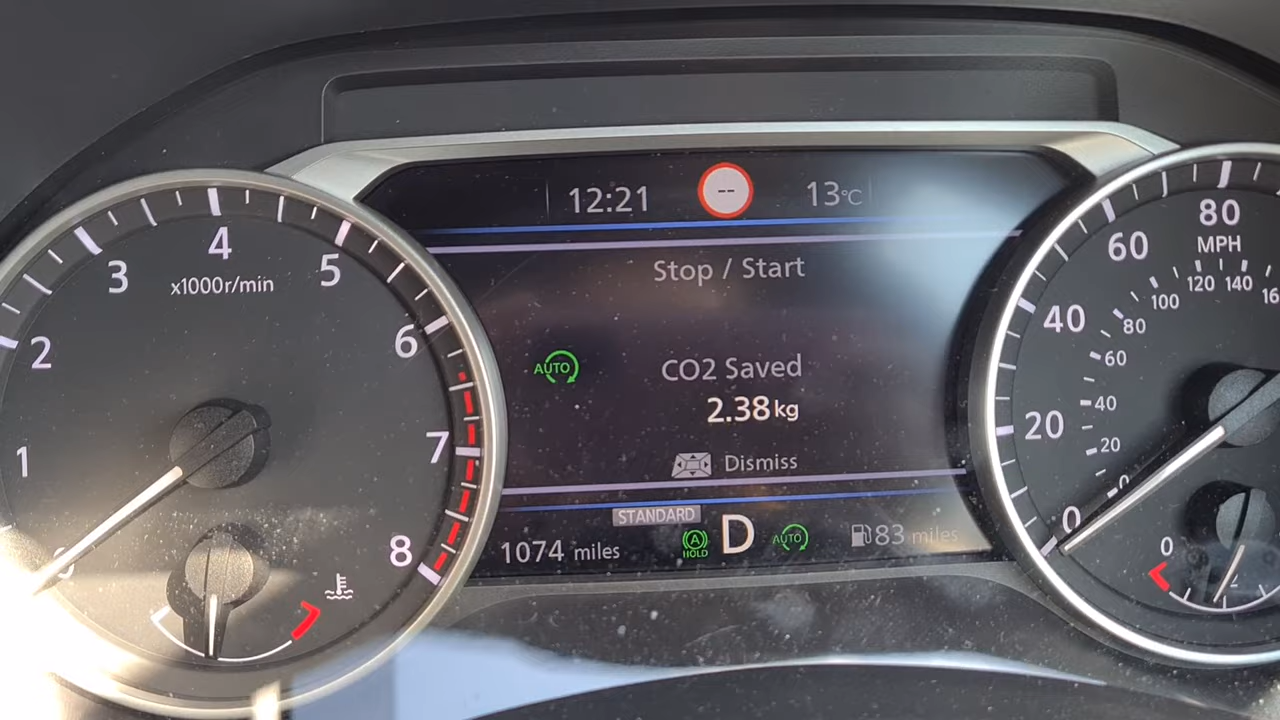 12:21 -- 13°C
Stop / Start
AUTO
CO2 Saved
2.38kg
Dismiss
STANDARD
1074 miles
A
HOLD
D
AUTO
83 miles
1
2
3
4
5
6
7
8
x1000r/min
0
20
40
60
80
MPH
0
20
40
60
80
100
120
140
0